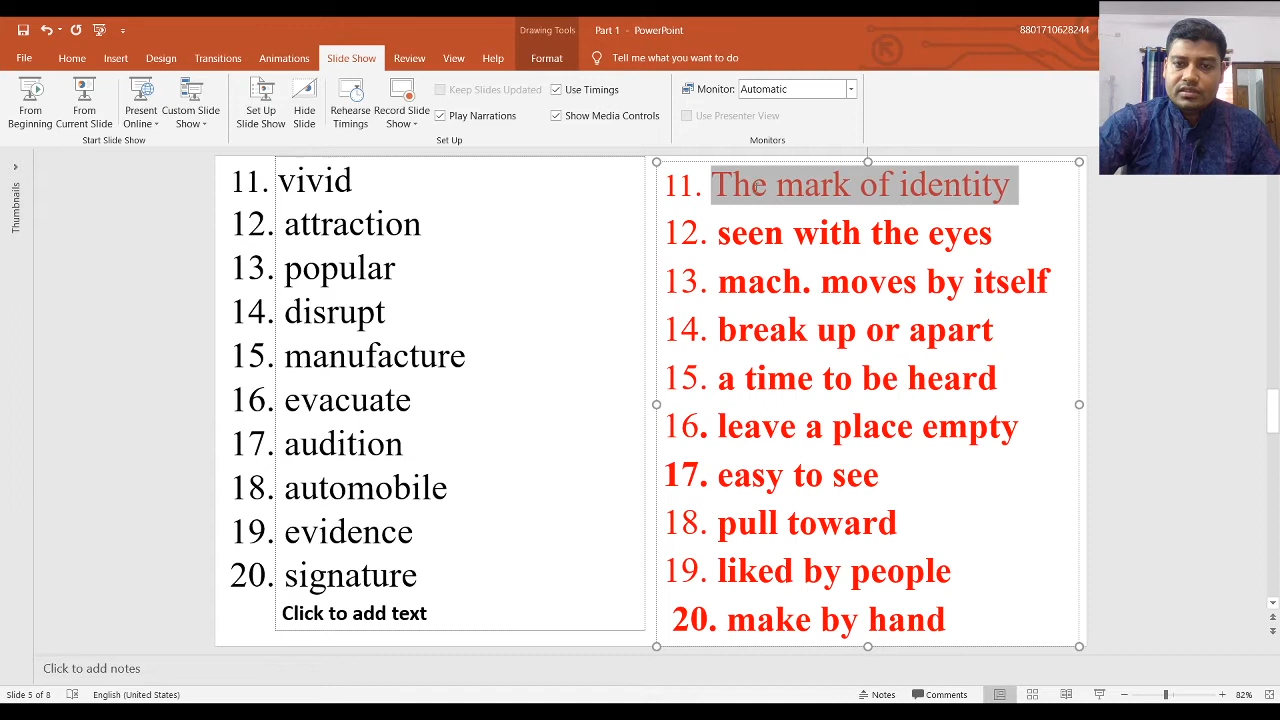 Drawing Tools
Part 1 - PowerPoint
8801710628244
File Home Insert Design Transitions Animations Slide Show Review View Help Format Tell me what you want to do
From Beginning
From Current Slide
Present Online
Custom Slide Show
Set Up Slide Show
Hide Slide
Rehearse Timings
Record Slide Show
Keep Slides Updated
Play Narrations
Use Timings
Show Media Controls
Monitor: Automatic
Use Presenter View
Start Slide Show
Set Up
Monitors
Thumbnails
11. vivid
12. attraction
13. popular
14. disrupt
15. manufacture
16. evacuate
17. audition
18. automobile
19. evidence
20. signature
Click to add text
11. The mark of identity
12. seen with the eyes
13. mach. moves by itself
14. break up or apart
15. a time to be heard
16. leave a place empty
17. easy to see
18. pull toward
19. liked by people
20. make by hand
Click to add notes
Slide 5 of 8 English (United States) Notes Comments 82%